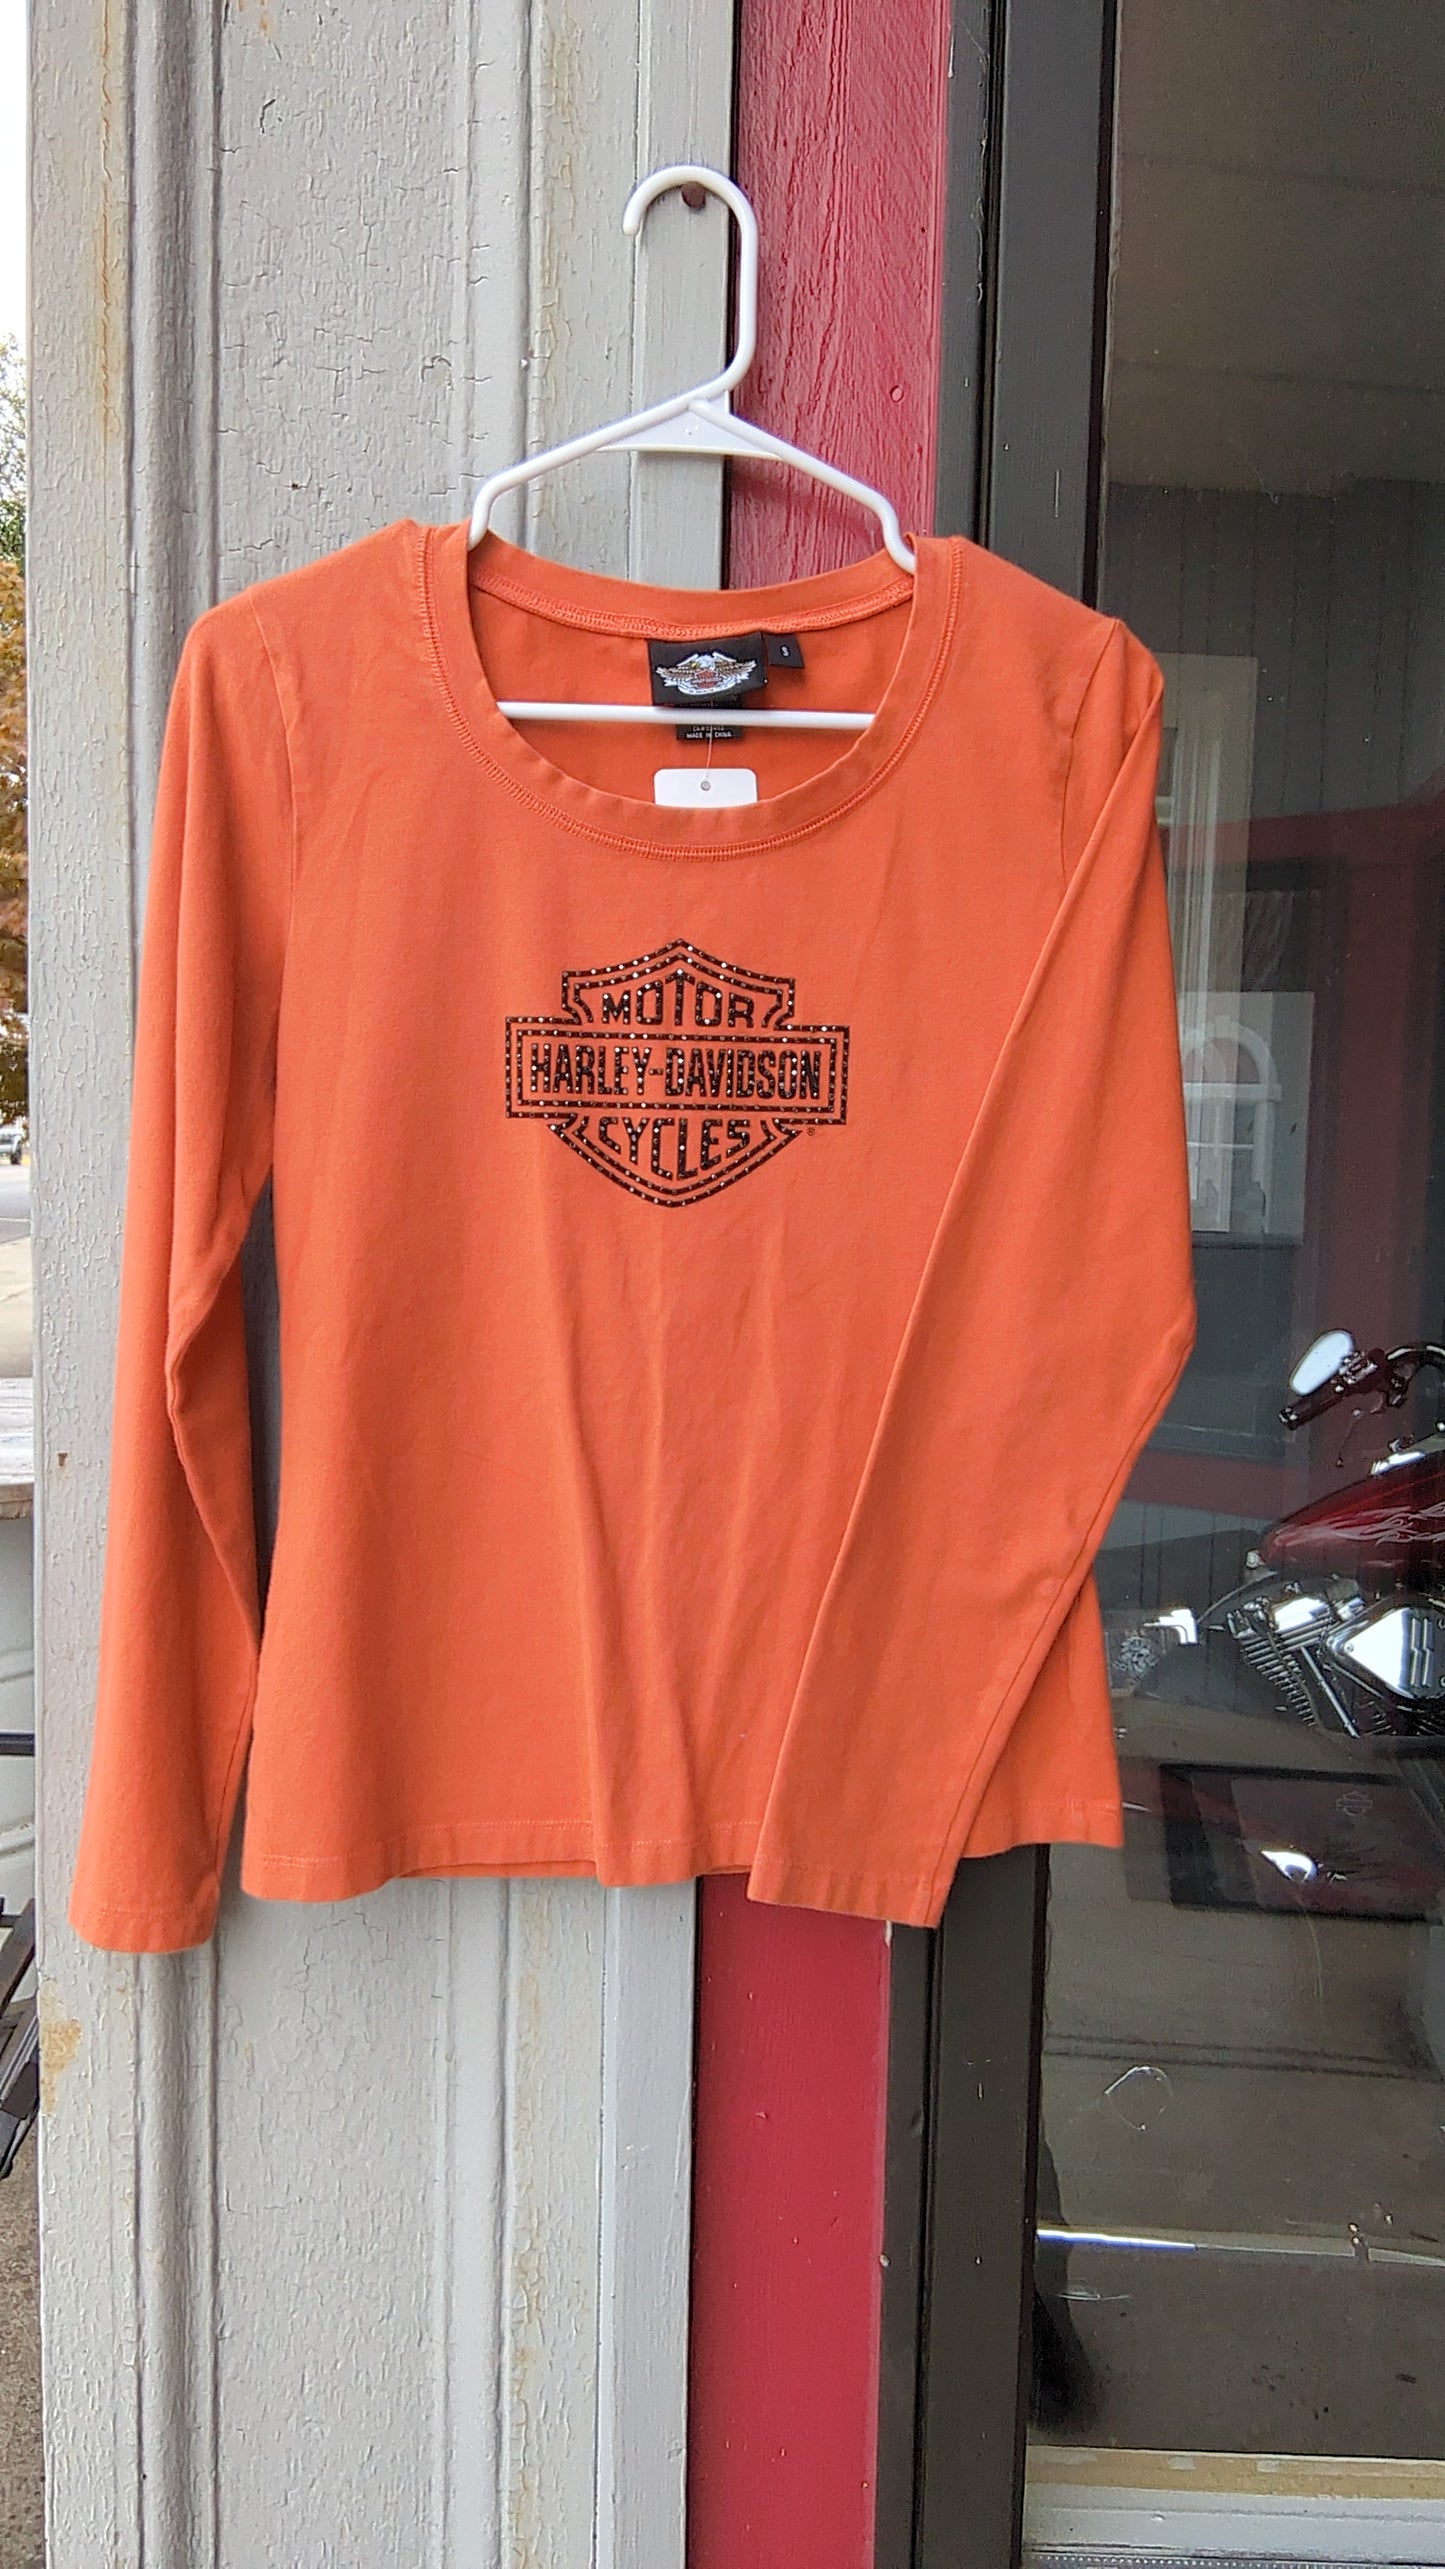 S
MADE IN CHINA
MOTOR
HARLEY-DAVIDSON
CYCLES
®